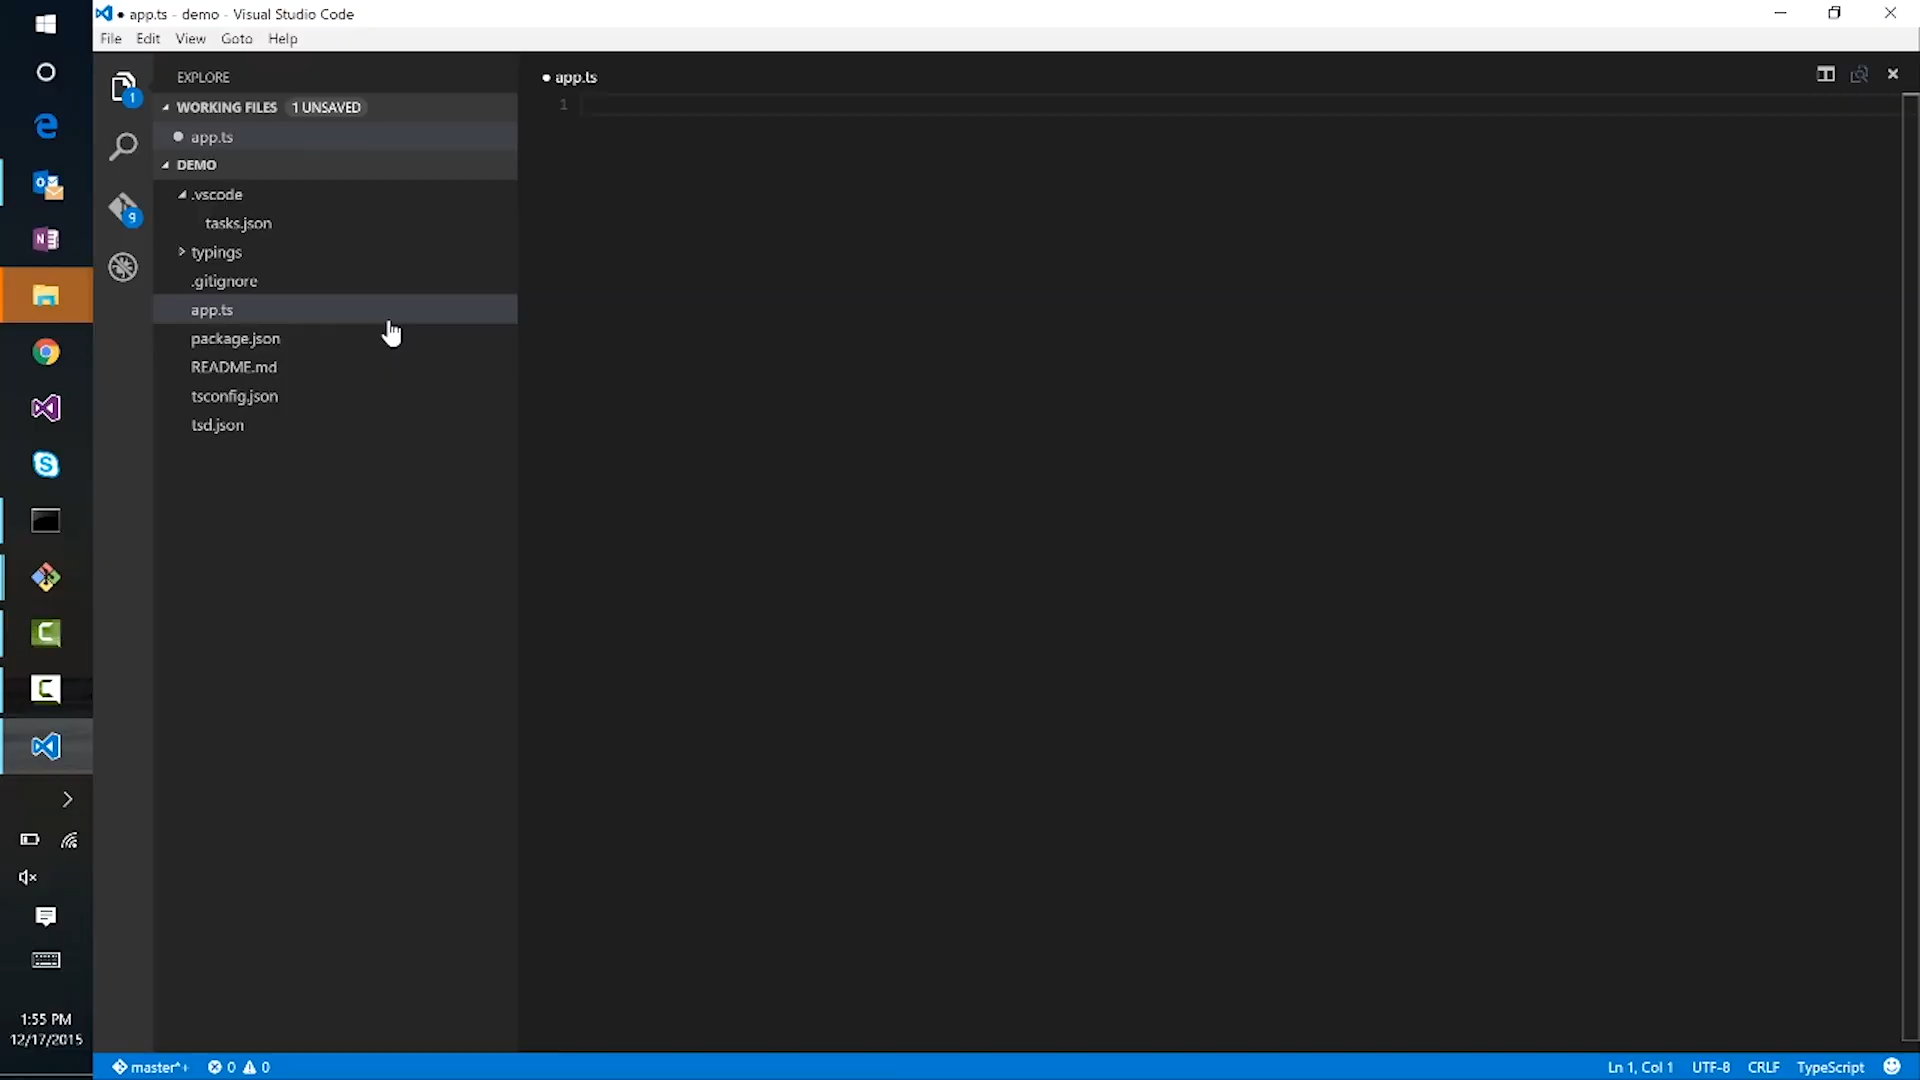 ● app.ts - demo - Visual Studio Code
File Edit View Goto Help
EXPLORE
WORKING FILES 1 UNSAVED
app.ts
DEMO
.vscode
tasks.json
typings
.gitignore
app.ts
package.json
README.md
tsconfig.json
tsd.json
1
9
● app.ts
1
N
S
C
C
1:55 PM
12/17/2015
master^+ 0 0
Ln 1, Col 1 UTF-8 CRLF TypeScript